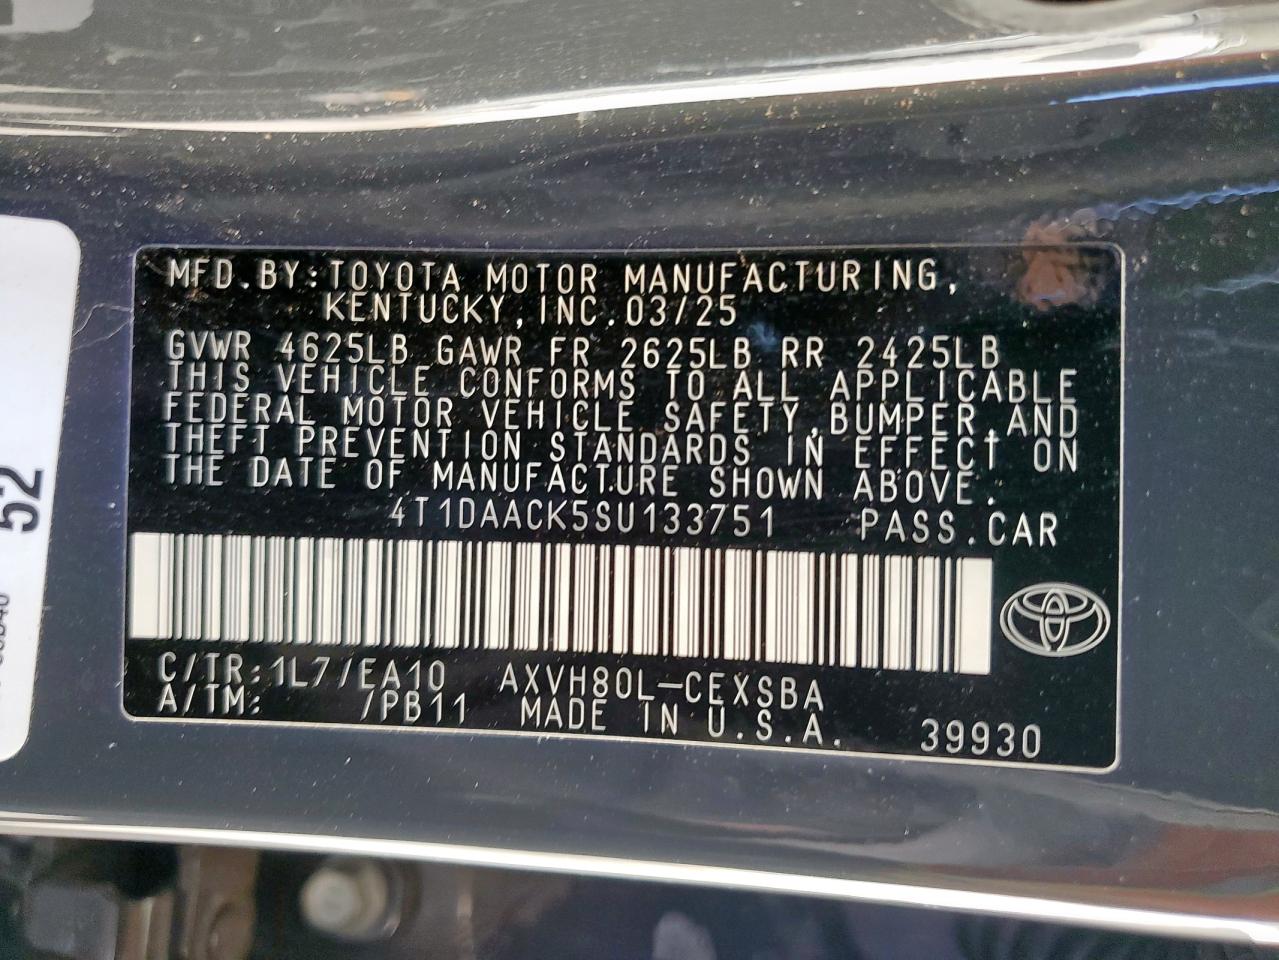 MFD.BY:TOYOTA MOTOR MANUFACTURING,
KENTUCKY, INC. 03/25
GVWR 4625LB GAWR FR 2625LB RR 2425LB
THIS VEHICLE CONFORMS TO ALL APPLICABLE
FEDERAL MOTOR VEHICLE SAFETY,BUMPER,AND
THEFT PREVENTION STANDARDS IN EFFECT ON
THE DATE OF MANUFACTURE SHOWN ABOVE.
4T1DAACK5SU133751 PASS.CAR
C/TR:1L7/EA10 AXVH80L-CEXSBA
A/TM: /PB11 MADE IN U.S.A. 39930
52